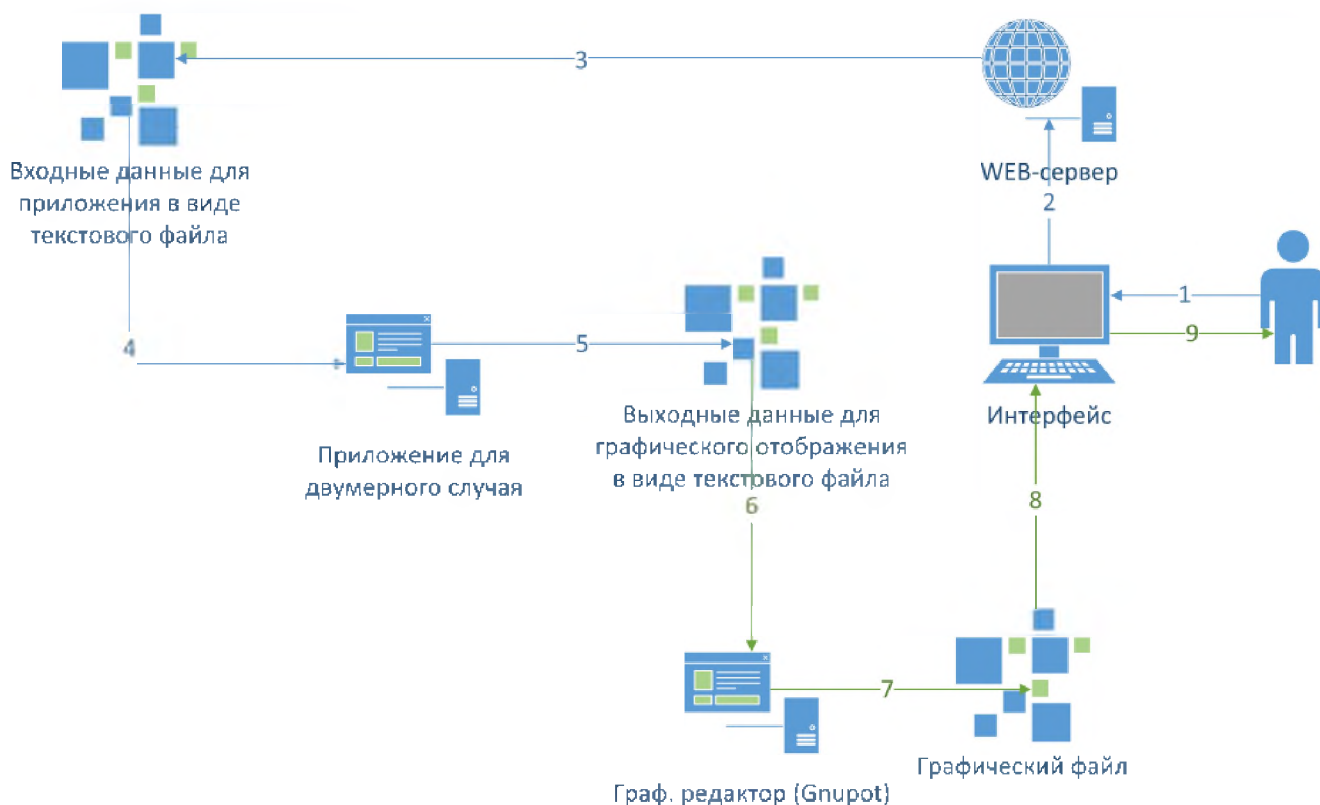 3
Входные данные для
приложения в виде
текстового файла
WEB-сервер
2
1
9
4
5
Интерфейс
Приложение для
двумерного случая
Выходные данные для
графического отображения
в виде текстового файла
6
8
7
Графический файл
Граф. редактор (Gnupot)